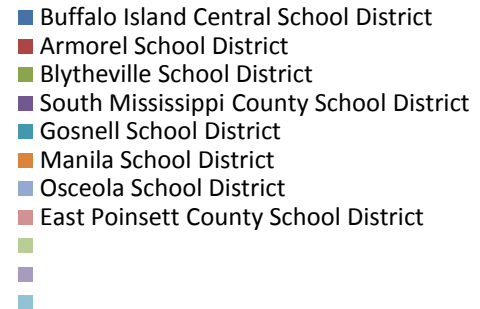 Buffalo Island Central School District
Armorel School District
Blytheville School District
South Mississippi County School District
Gosnell School District
Manila School District
Osceola School District
East Poinsett County School District